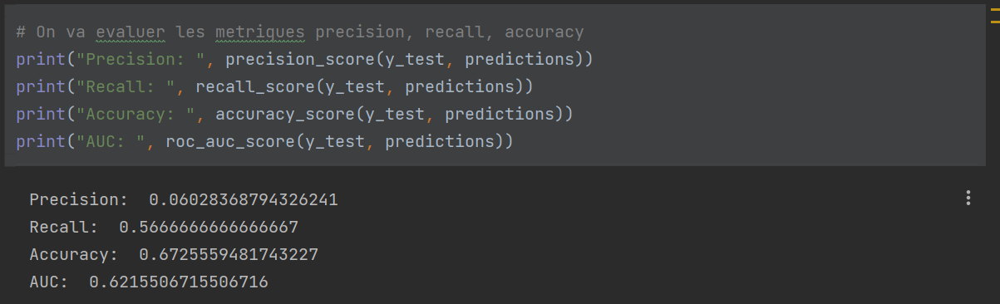 # On va evaluer les metriques precision, recall, accuracy
print("Precision: ", precision_score(y_test, predictions))
print("Recall: ", recall_score(y_test, predictions))
print("Accuracy: ", accuracy_score(y_test, predictions))
print("AUC: ", roc_auc_score(y_test, predictions))
Precision:  0.06028368794326241
Recall:  0.5666666666666667
Accuracy:  0.6725559481743227
AUC:  0.6215506715506716